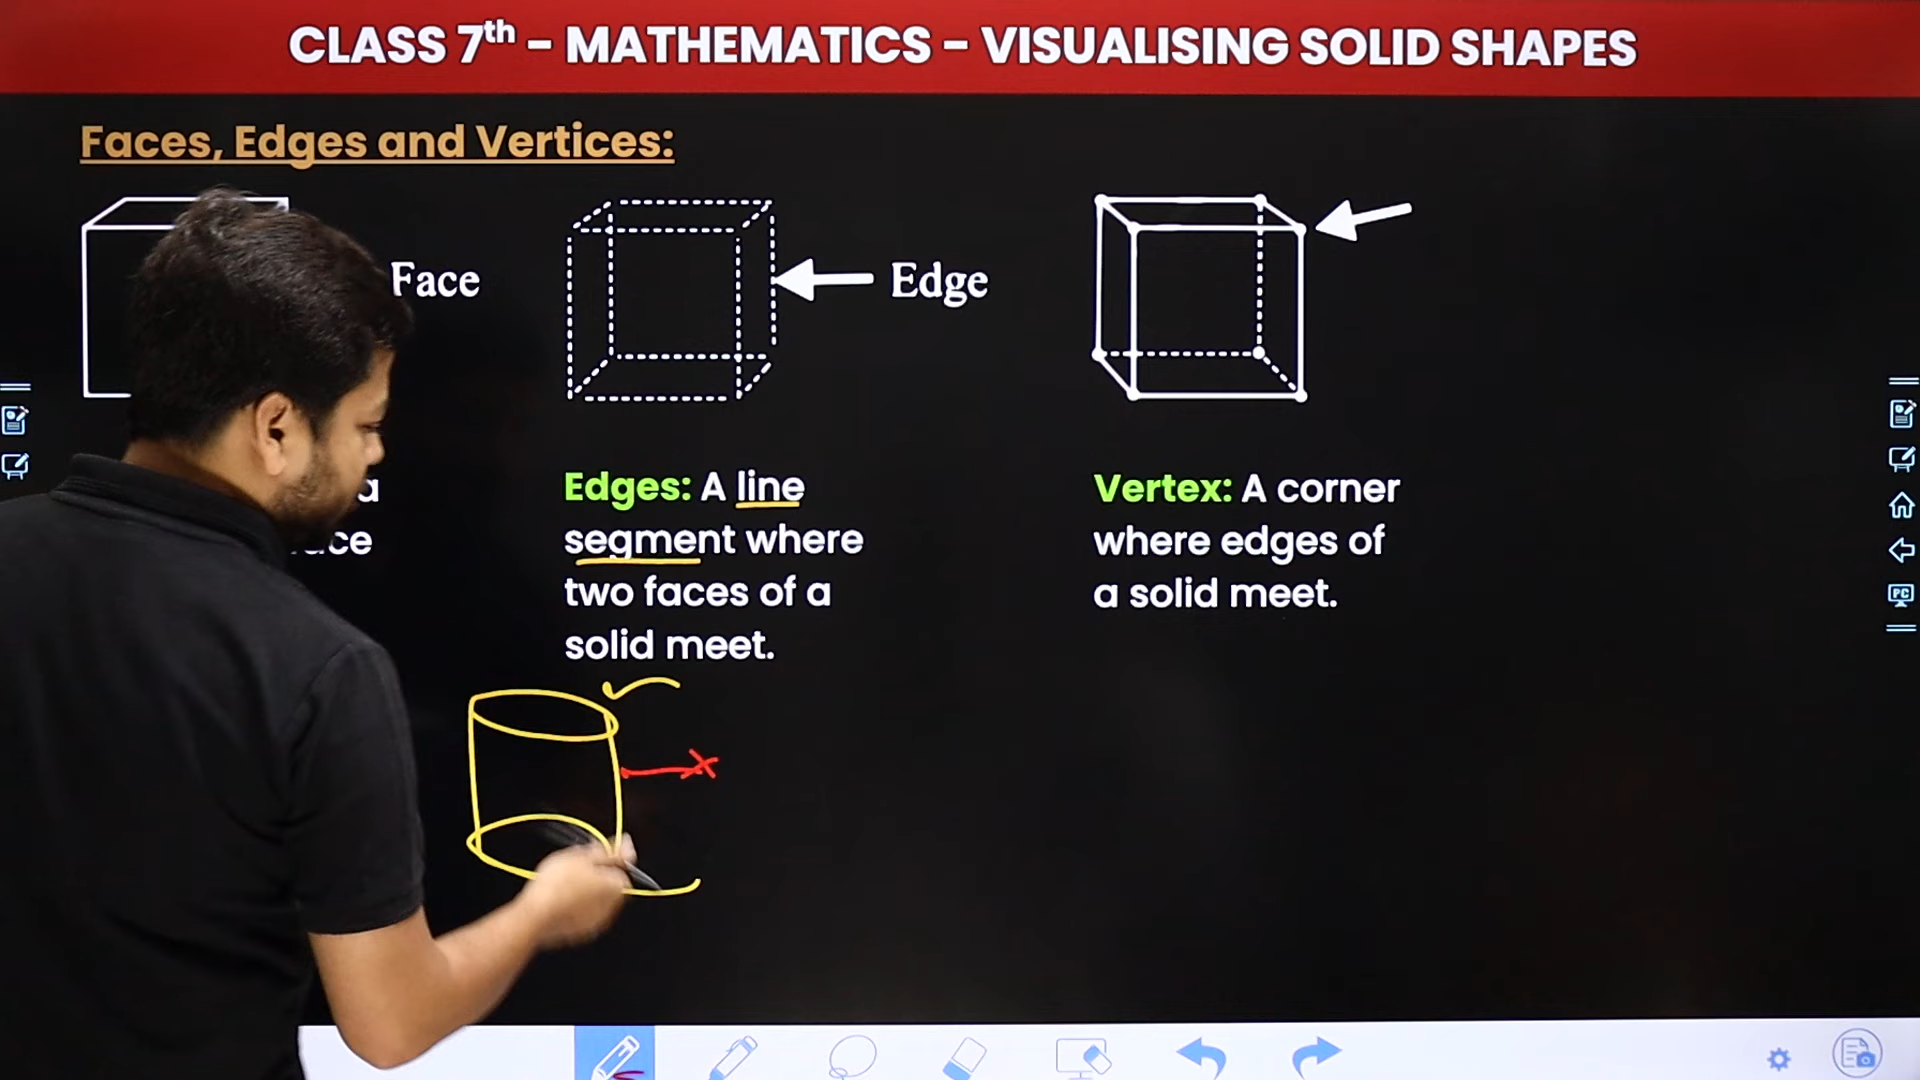 CLASS 7th - MATHEMATICS - VISUALISING SOLID SHAPES
Faces, Edges and Vertices:
Face
Edge
a
Edges: A line
segment where
two faces of a
solid meet.
Vertex: A corner
where edges of
a solid meet.
PC